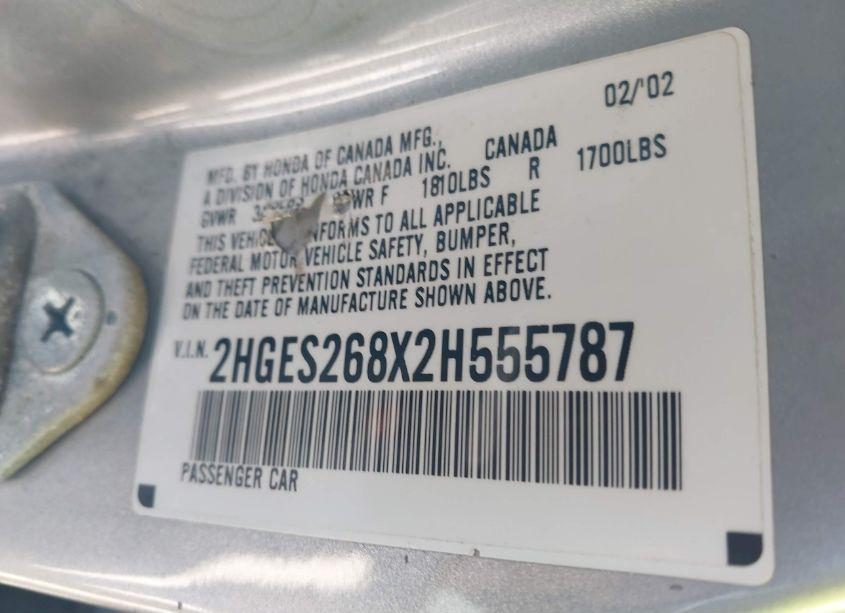 02/'02
MFD. BY HONDA OF CANADA MFG., CANADA
A DIVISION OF HONDA CANADA INC.
GVWR F 1810LBS R 1700LBS
THIS TO ALL APPLICABLE
FEDERAL MOTOR VEHICLE SAFETY, BUMPER,
AND THEFT PREVENTION STANDARDS IN EFFECT
ON THE DATE OF MANUFACTURE SHOWN ABOVE.
V.I.N. 2HGES268X2H555787
PASSENGER CAR